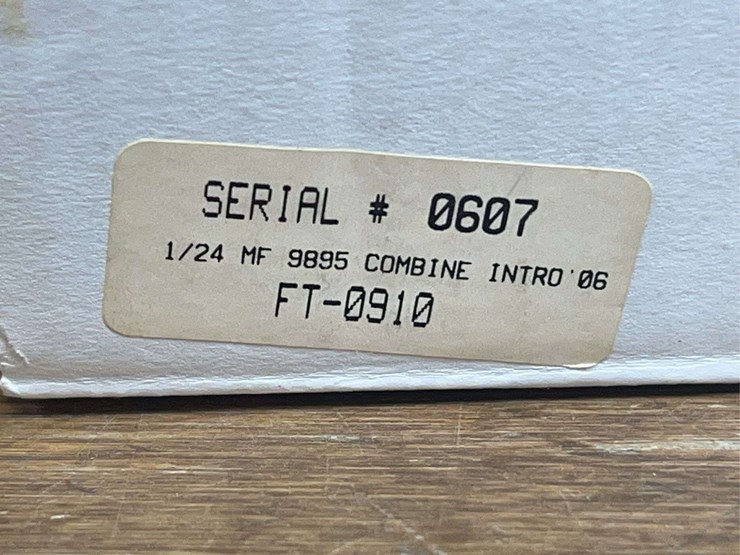 SERIAL # 0607
1/24 MF 9895 COMBINE INTRO '06
FT-0910